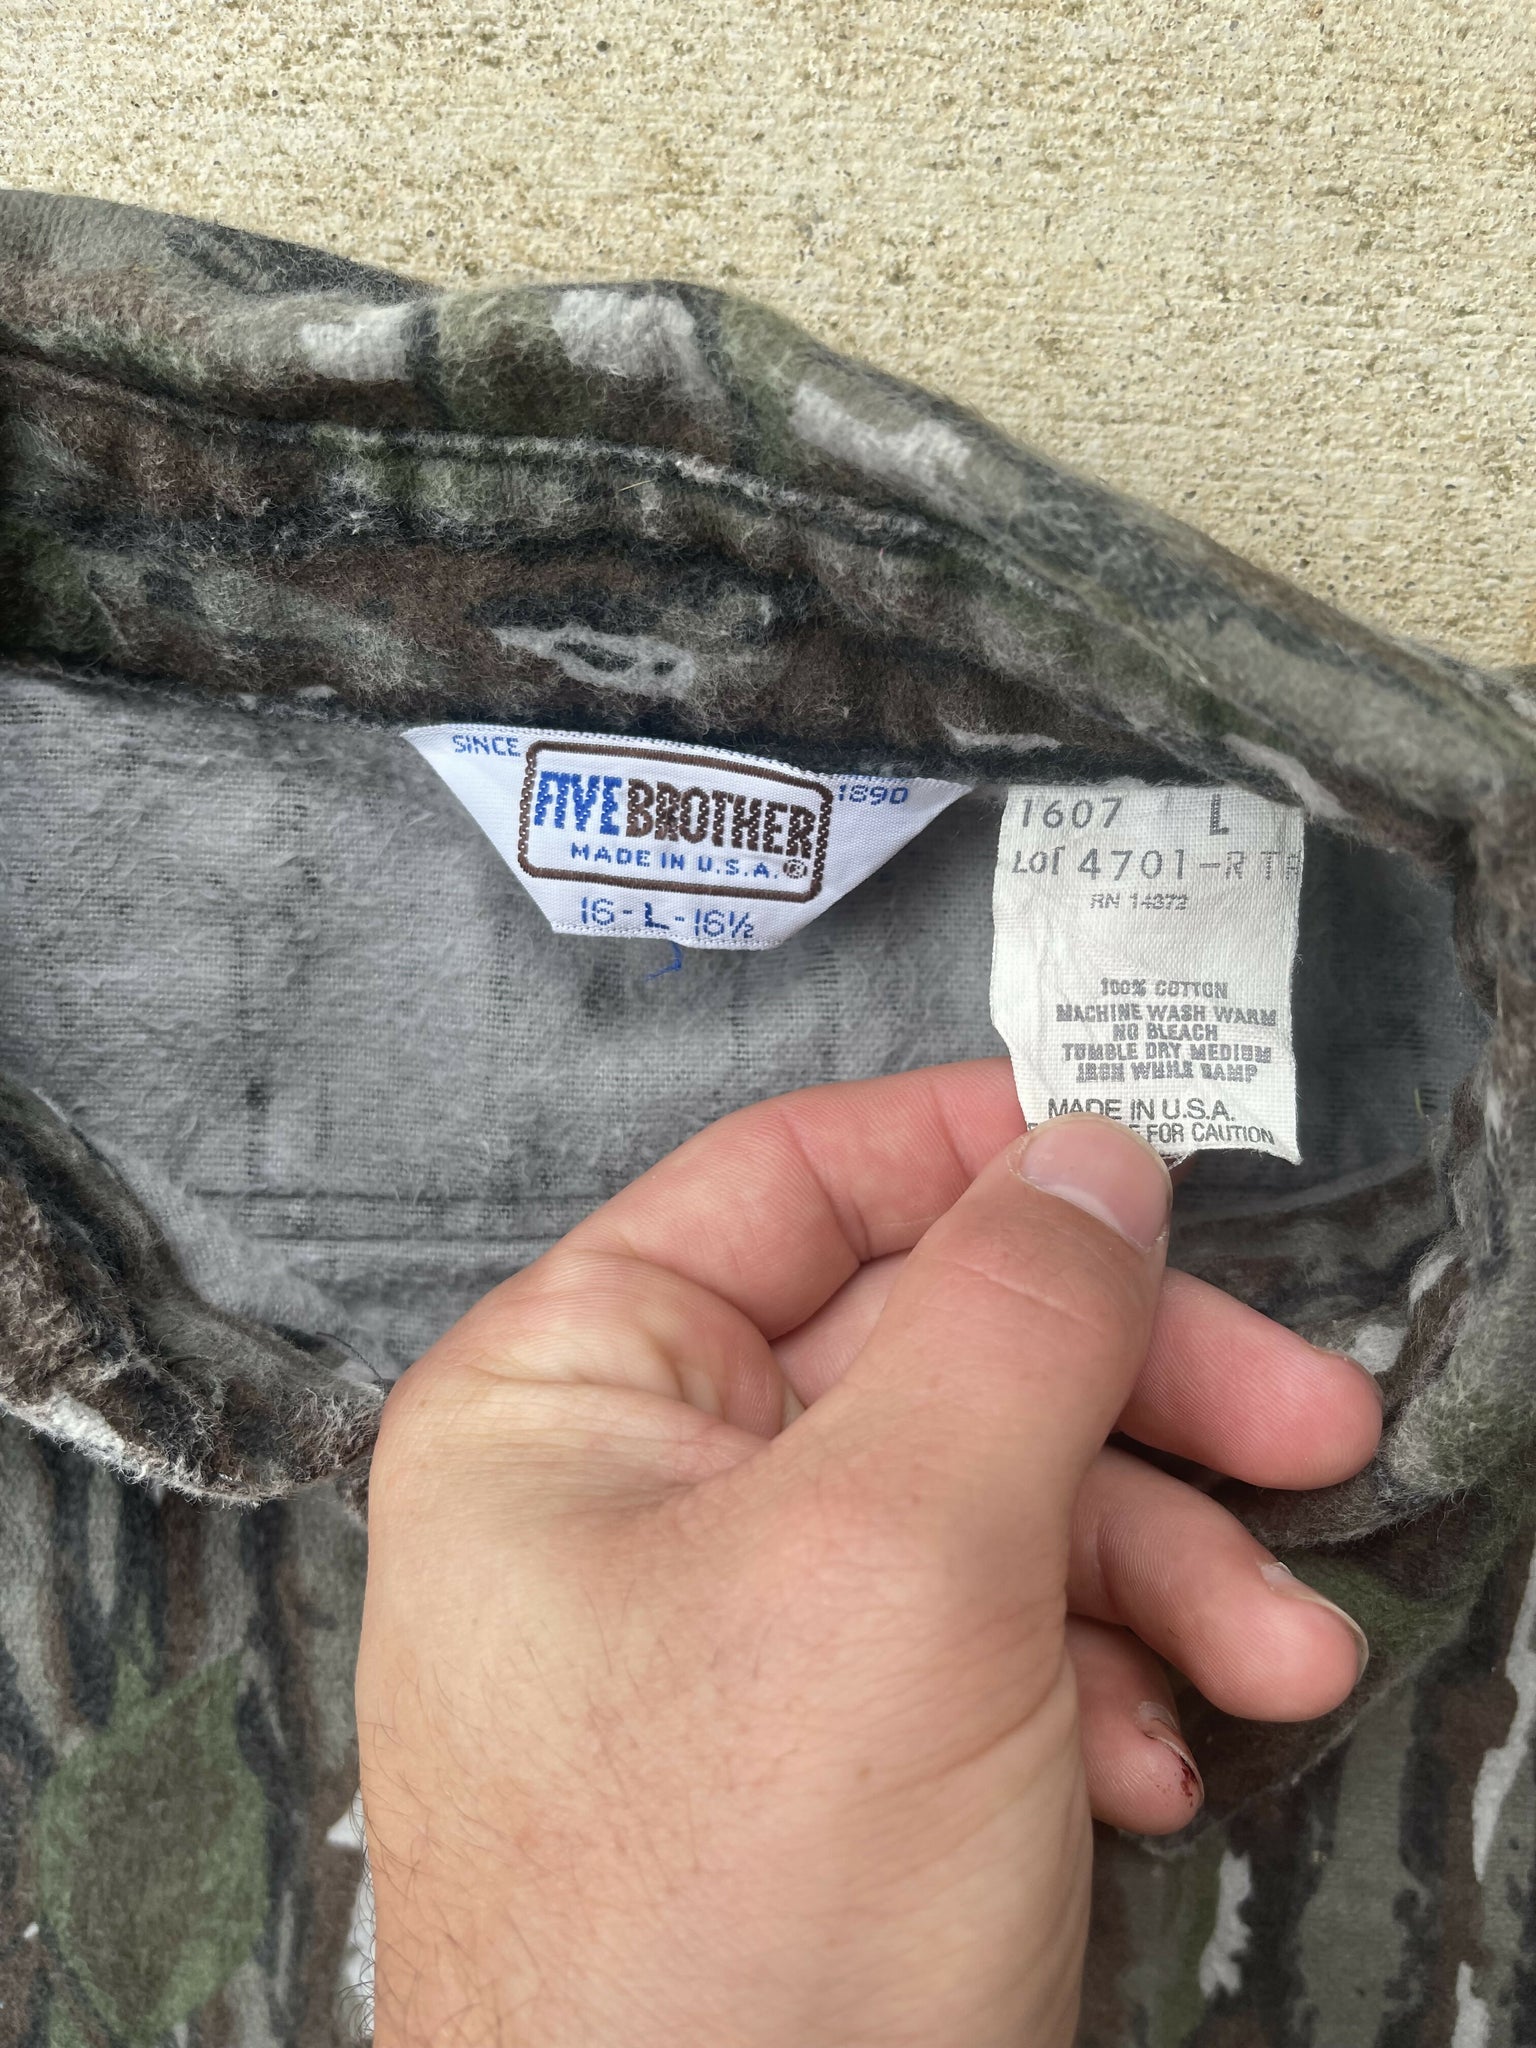 SINCE 1890
FIVE BROTHER
MADE IN U.S.A.®
16-L-16½
1607 L
LOT 4701-RT
RN 14372
100% COTTON
MACHINE WASH WARM
NO BLEACH
TUMBLE DRY MEDIUM
IRON WHILE DAMP
MADE IN U.S.A.
FOR CAUTION